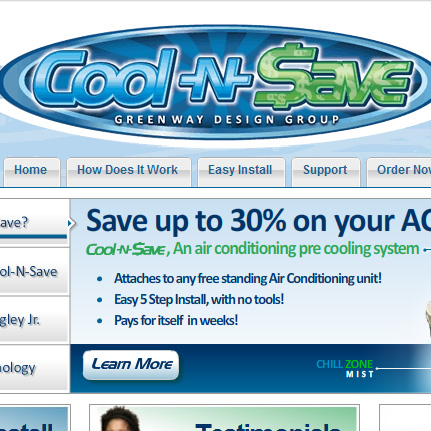 Cool-N-Save
GREENWAY DESIGN GROUP
Home How Does It Work Easy Install Support Order Now
ave?
Save up to 30% on your AC
Cool-N-Save, An air conditioning pre cooling system
ol-N-Save
• Attaches to any free standing Air Conditioning unit!
• Easy 5 Step Install, with no tools!
gley Jr.
• Pays for itself in weeks!
nology
Learn More
CHILL ZONE
MIST
nstall
Testimonials